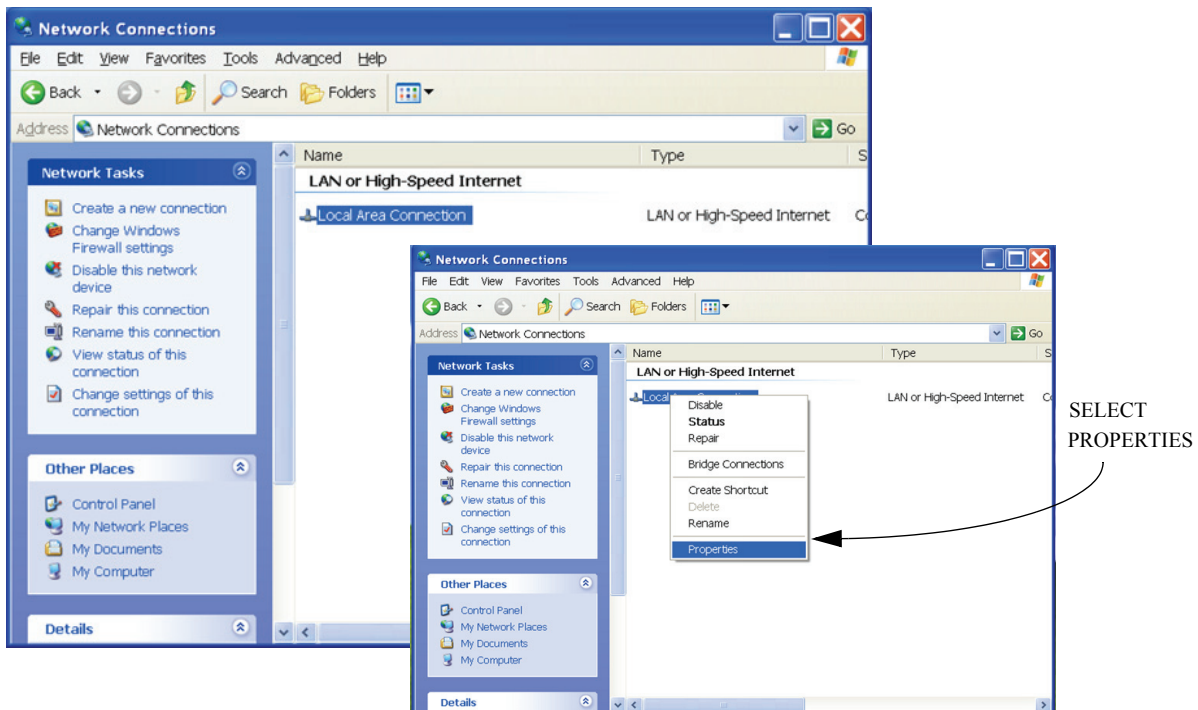 Network Connections
File Edit View Favorites Tools Advanced Help
Back Search Folders
Address Network Connections Go
Network Tasks
Create a new connection
Change Windows
Firewall settings
Disable this network
device
Repair this connection
Rename this connection
View status of this
connection
Change settings of this
connection
Other Places
Control Panel
My Network Places
My Documents
My Computer
Details
Name Type S
LAN or High-Speed Internet
Local Area Connection LAN or High-Speed Internet Co
Network Connections
File Edit View Favorites Tools Advanced Help
Back Search Folders
Address Network Connections Go
Network Tasks
Create a new connection
Change Windows
Firewall settings
Disable this network
device
Repair this connection
Rename this connection
View status of this
connection
Change settings of this
connection
Other Places
Control Panel
My Network Places
My Documents
My Computer
Details
Name Type S
LAN or High-Speed Internet
Local LAN or High-Speed Internet Co
Disable
Status
Repair
Bridge Connections
Create Shortcut
Delete
Rename
Properties
SELECT
PROPERTIES